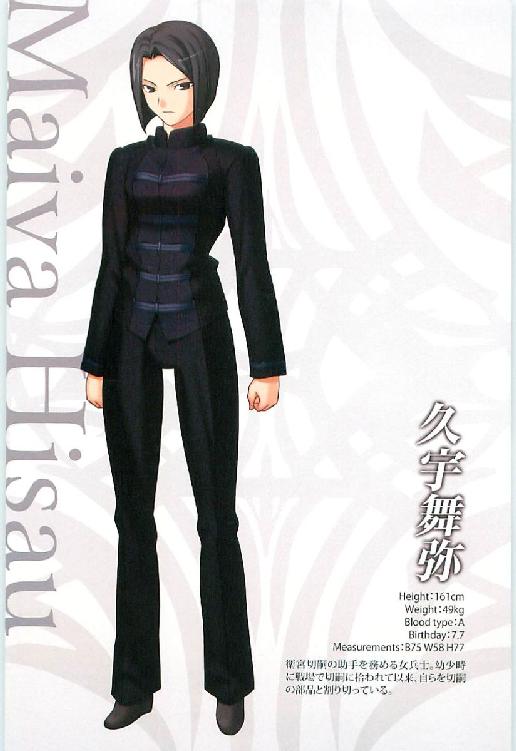 Maiya Hisau
久宇舞弥
Height:161cm
Weight:49kg
Blood type:A
Birthday:7.7
Measurements:B75 W58 H77
衛宮切嗣の助手を務める女兵士。幼少時
に戦場で切嗣に拾われて以来、自らを切嗣
の部品と割り切っている。